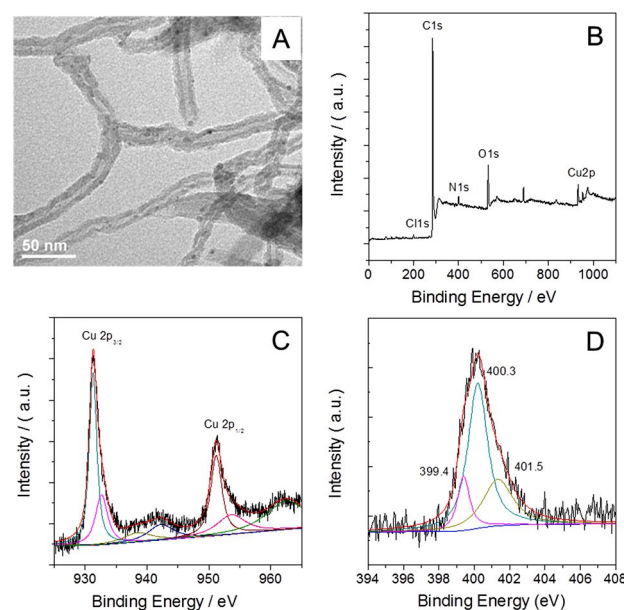 A
50 nm
B
Intensity / ( a.u. )
C1s
O1s
N1s
Cu2p
Cl1s
0 200 400 600 800 1000
Binding Energy / eV
C
Intensity / ( a.u. )
Cu 2p3/2
Cu 2p1/2
930 940 950 960
Binding Energy / eV
D
Intensity / ( a.u. )
400.3
399.4
401.5
394 396 398 400 402 404 406 408
Binding Energy (eV)